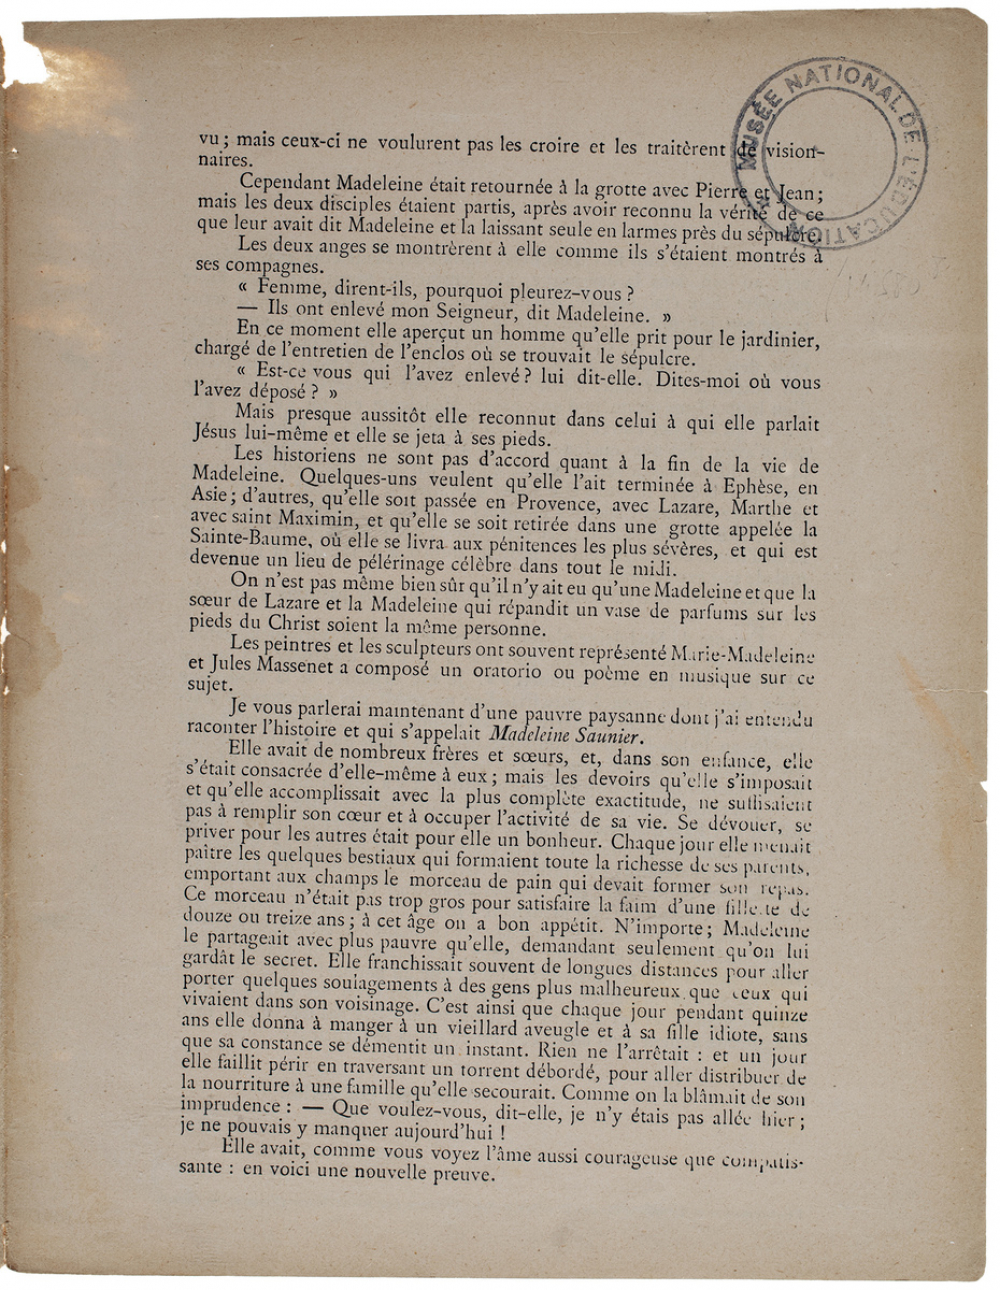 MUSÉE NATIONAL DE L'ÉDUCATION
vu ; mais ceux-ci ne voulurent pas les croire et les traitèrent de vision-
naires.
Cependant Madeleine était retournée à la grotte avec Pierre et Jean ;
mais les deux disciples étaient partis, après avoir reconnu la vérité de ce
que leur avait dit Madeleine et la laissant seule en larmes près du sépulcre.
Les deux anges se montrèrent à elle comme ils s'étaient montrés à
ses compagnes.
« Femme, dirent-ils, pourquoi pleurez-vous ?
— Ils ont enlevé mon Seigneur, dit Madeleine. »
En ce moment elle aperçut un homme qu'elle prit pour le jardinier,
chargé de l'entretien de l'enclos où se trouvait le sépulcre.
« Est-ce vous qui l'avez enlevé ? lui dit-elle. Dites-moi où vous
l'avez déposé ? »
Mais presque aussitôt elle reconnut dans celui à qui elle parlait
Jésus lui-même et elle se jeta à ses pieds.
Les historiens ne sont pas d'accord quant à la fin de la vie de
Madeleine. Quelques-uns veulent qu'elle l'ait terminée à Ephèse, en
Asie ; d'autres, qu'elle soit passée en Provence, avec Lazare, Marthe et
avec saint Maximin, et qu'elle se soit retirée dans une grotte appelée la
Sainte-Baume, où elle se livra aux pénitences les plus sévères, et qui est
devenue un lieu de pélérinage célèbre dans tout le midi.
On n'est pas même bien sûr qu'il n'y ait eu qu'une Madeleine et que la
sœur de Lazare et la Madeleine qui répandit un vase de parfums sur les
pieds du Christ soient la même personne.
Les peintres et les sculpteurs ont souvent représenté Marie-Madeleine
et Jules Massenet a composé un oratorio ou poème en musique sur ce
sujet.
Je vous parlerai maintenant d'une pauvre paysanne dont j'ai entendu
raconter l'histoire et qui s'appelait Madeleine Saunier.
Elle avait de nombreux frères et sœurs, et, dans son enfance, elle
s'était consacrée d'elle-même à eux ; mais les devoirs qu'elle s'imposait
et qu'elle accomplissait avec la plus complète exactitude, ne suffisaient
pas à remplir son cœur et à occuper l'activité de sa vie. Se dévouer, se
priver pour les autres était pour elle un bonheur. Chaque jour elle menait
paître les quelques bestiaux qui formaient toute la richesse de ses parents,
emportant aux champs le morceau de pain qui devait former son repas.
Ce morceau n'était pas trop gros pour satisfaire la faim d'une fillette de
douze ou treize ans ; à cet âge on a bon appétit. N'importe ; Madeleine
le partageait avec plus pauvre qu'elle, demandant seulement qu'on lui
gardât le secret. Elle franchissait souvent de longues distances pour aller
porter quelques soulagements à des gens plus malheureux que ceux qui
vivaient dans son voisinage. C'est ainsi que chaque jour pendant quinze
ans elle donna à manger à un vieillard aveugle et à sa fille idiote, sans
que sa constance se démentit un instant. Rien ne l'arrêtait : et un jour
elle faillit périr en traversant un torrent débordé, pour aller distribuer de
la nourriture à une famille qu'elle secourait. Comme on la blâmait de son
imprudence : — Que voulez-vous, dit-elle, je n'y étais pas allée hier ;
je ne pouvais y manquer aujourd'hui !
Elle avait, comme vous voyez l'âme aussi courageuse que compatis-
sante : en voici une nouvelle preuve.